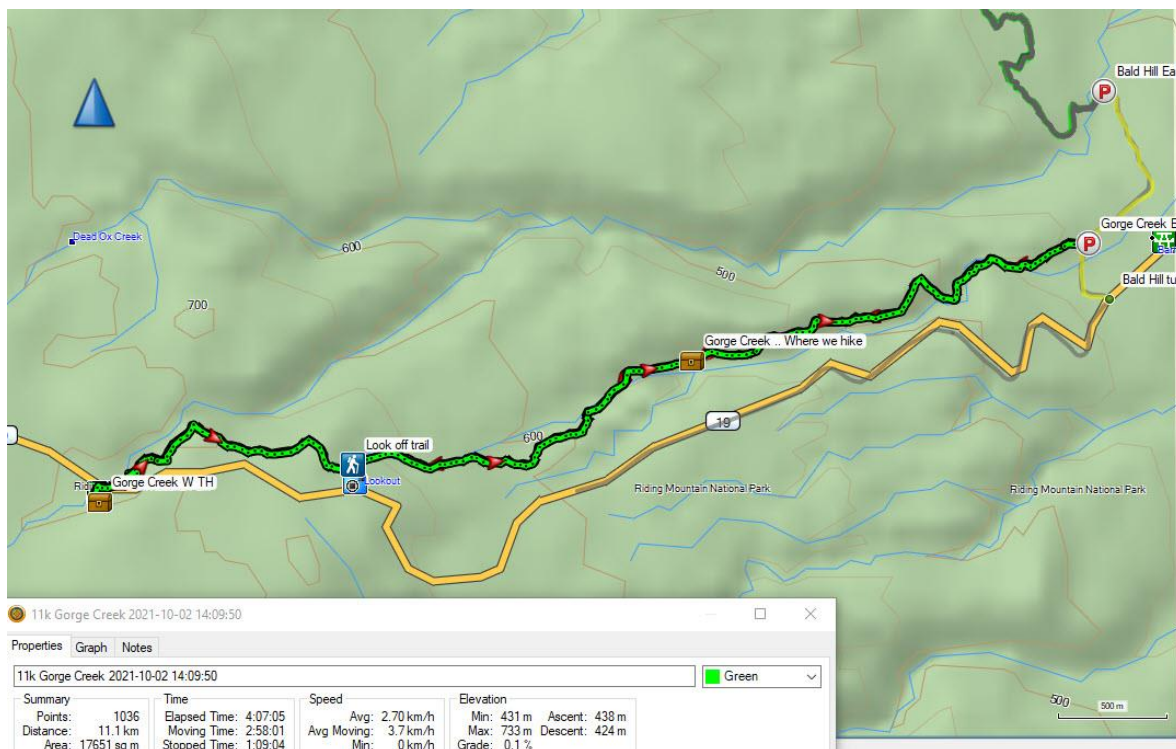 Bald Hill Ea
Gorge Creek E
Bald Hill tu
Dead Ox Creek
600
500
700
Gorge Creek .. Where we hike
19
Look off trail
600
Lookout
Gorge Creek W TH
Riding Mountain National Park
Riding Mountain National Park
500
500 m
11k Gorge Creek 2021-10-02 14:09:50
Properties Graph Notes
11k Gorge Creek 2021-10-02 14:09:50 Green
Summary Time Speed Elevation
Points: 1036 Elapsed Time: 4:07:05 Avg: 2.70 km/h Min: 431 m Ascent: 438 m
Distance: 11.1 km Moving Time: 2:58:01 Avg Moving: 3.7 km/h Max: 733 m Descent: 424 m
Area: 17651 sq m Stopped Time: 1:09:04 Min: 0 km/h Grade: 0.1 %